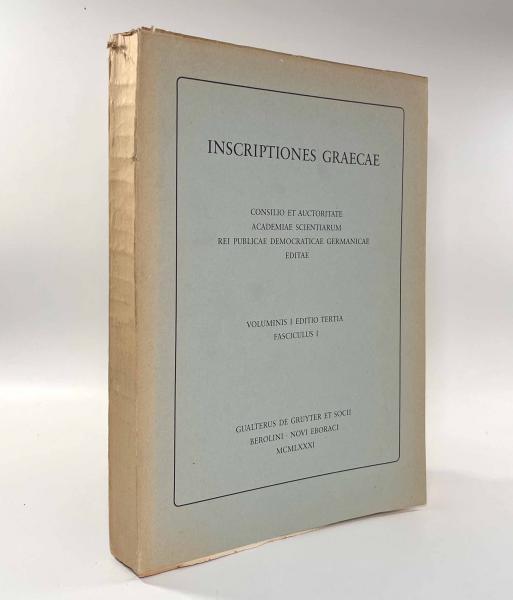 INSCRIPTIONES GRAECAE
CONSILIO ET AUCTORITATE
ACADEMIAE SCIENTIARUM
REI PUBLICAE DEMOCRATICAE GERMANICAE
EDITAE
VOLUMINIS I EDITIO TERTIA
FASCICULUS I
GUALTERUS DE GRUYTER ET SOCII
BEROLINI · NOVI EBORACI
MCMLXXXI